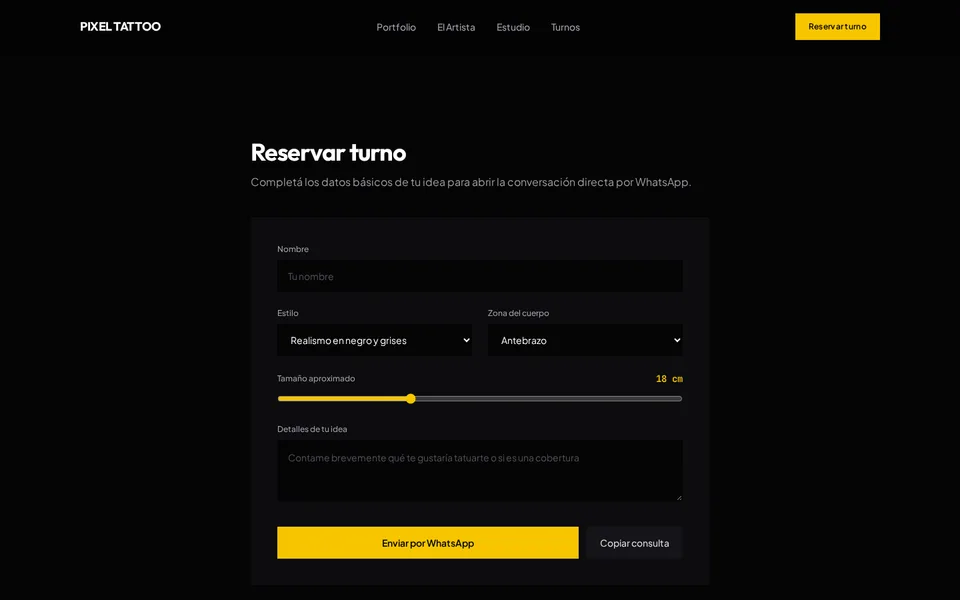 PIXEL TATTOO
Portfolio
El Artista
Estudio
Turnos
Reservar turno
Reservar turno
Completá los datos básicos de tu idea para abrir la conversación directa por WhatsApp.
Nombre
Tu nombre
Estilo
Zona del cuerpo
Realismo en negro y grises
Antebrazo
Tamaño aproximado
18 cm
Detalles de tu idea
Contame brevemente qué te gustaría tatuarte o si es una cobertura
Enviar por WhatsApp
Copiar consulta